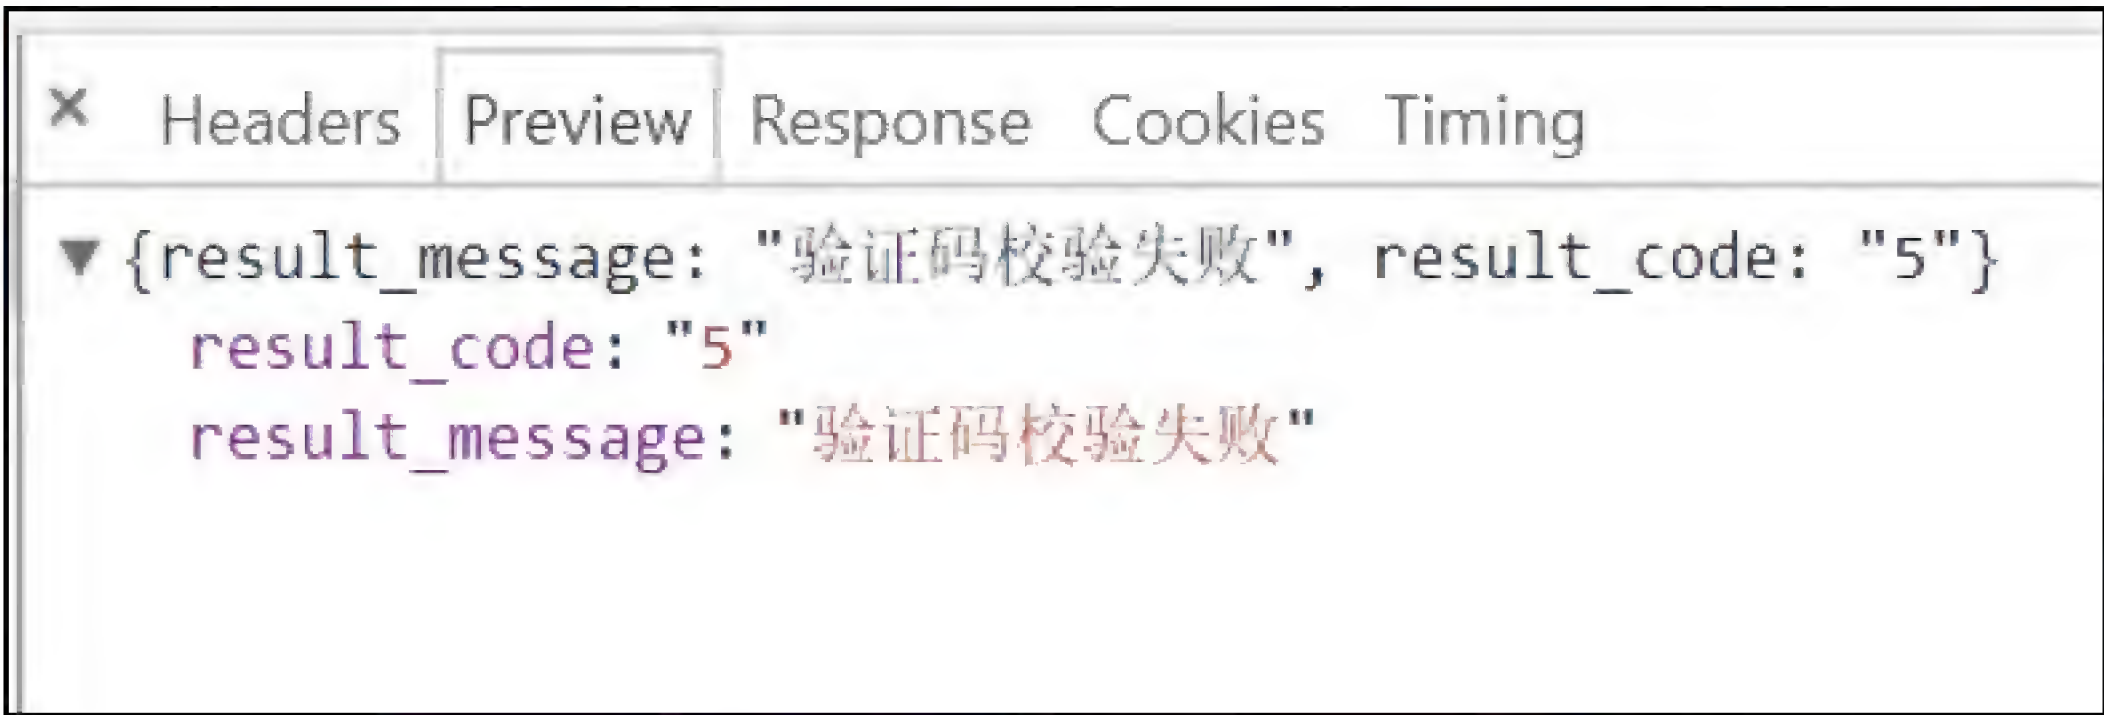 × Headers Preview Response Cookies Timing
▼{result_message: "验证码校验失败", result_code: "5"}
result_code: "5"
result_message: "验证码校验失败"